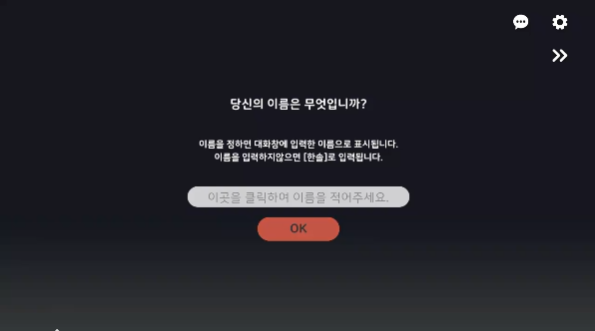 당신의 이름은 무엇입니까?
이름을 정하면 대화창에 입력한 이름으로 표시됩니다.
이름을 입력하지않으면 [한솔]로 입력됩니다.
이곳을 클릭하여 이름을 적어주세요.
OK